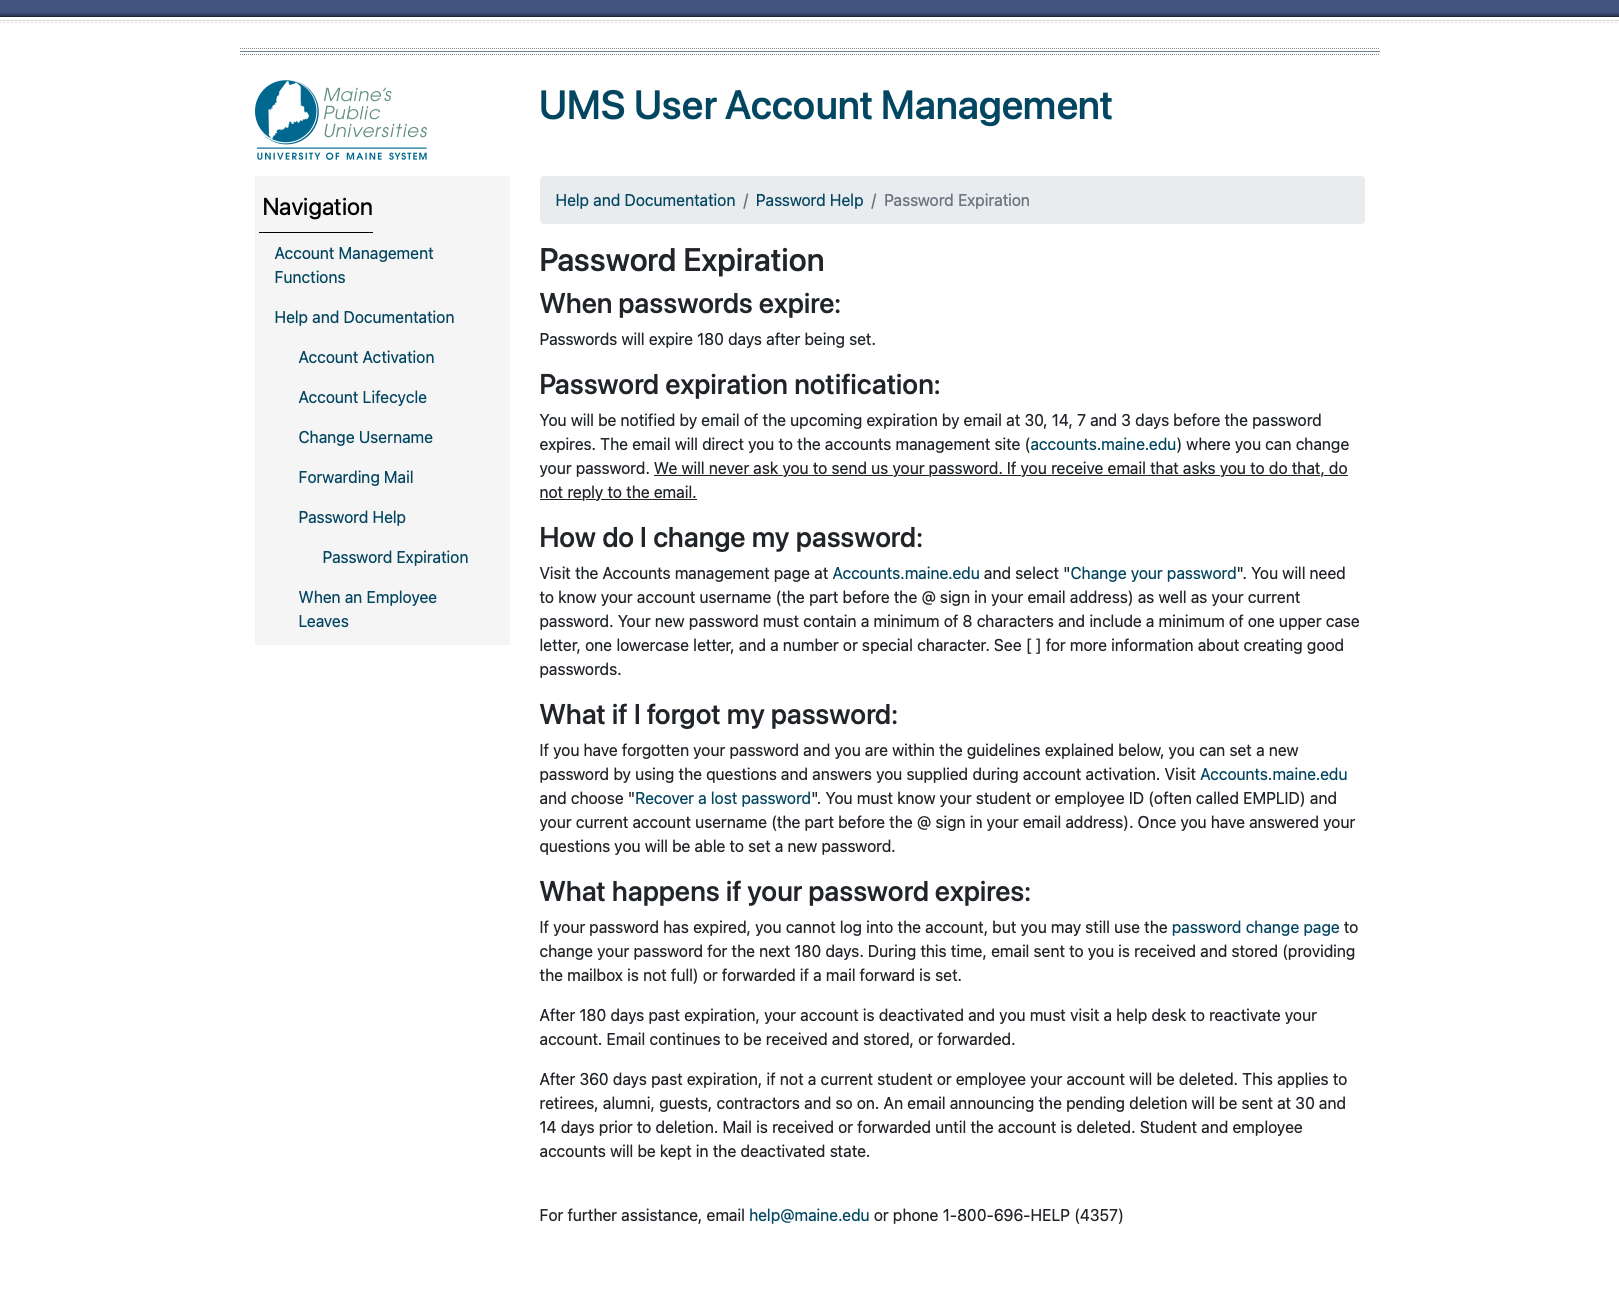 Maine's
Public
Universities
UNIVERSITY OF MAINE SYSTEM
UMS User Account Management
Navigation
Account Management
Functions
Help and Documentation
Account Activation
Account Lifecycle
Change Username
Forwarding Mail
Password Help
Password Expiration
When an Employee
Leaves
Help and Documentation / Password Help / Password Expiration
Password Expiration
When passwords expire:
Passwords will expire 180 days after being set.
Password expiration notification:
You will be notified by email of the upcoming expiration by email at 30, 14, 7 and 3 days before the password
expires. The email will direct you to the accounts management site (accounts.maine.edu) where you can change
your password. We will never ask you to send us your password. If you receive email that asks you to do that, do
not reply to the email.
How do I change my password:
Visit the Accounts management page at Accounts.maine.edu and select "Change your password". You will need
to know your account username (the part before the @ sign in your email address) as well as your current
password. Your new password must contain a minimum of 8 characters and include a minimum of one upper case
letter, one lowercase letter, and a number or special character. See [ ] for more information about creating good
passwords.
What if I forgot my password:
If you have forgotten your password and you are within the guidelines explained below, you can set a new
password by using the questions and answers you supplied during account activation. Visit Accounts.maine.edu
and choose "Recover a lost password". You must know your student or employee ID (often called EMPLID) and
your current account username (the part before the @ sign in your email address). Once you have answered your
questions you will be able to set a new password.
What happens if your password expires:
If your password has expired, you cannot log into the account, but you may still use the password change page to
change your password for the next 180 days. During this time, email sent to you is received and stored (providing
the mailbox is not full) or forwarded if a mail forward is set.
After 180 days past expiration, your account is deactivated and you must visit a help desk to reactivate your
account. Email continues to be received and stored, or forwarded.
After 360 days past expiration, if not a current student or employee your account will be deleted. This applies to
retirees, alumni, guests, contractors and so on. An email announcing the pending deletion will be sent at 30 and
14 days prior to deletion. Mail is received or forwarded until the account is deleted. Student and employee
accounts will be kept in the deactivated state.
For further assistance, email help@maine.edu or phone 1-800-696-HELP (4357)